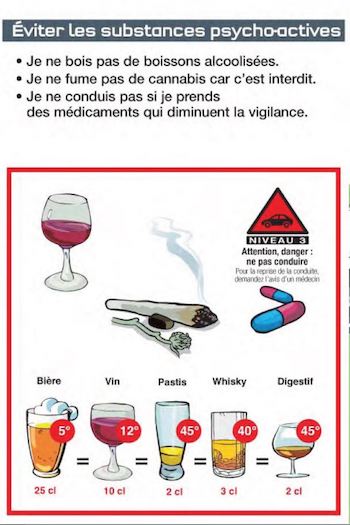 Éviter les substances psycho-actives
• Je ne bois pas de boissons alcoolisées.
• Je ne fume pas de cannabis car c'est interdit.
• Je ne conduis pas si je prends
des médicaments qui diminuent la vigilance.
NIVEAU 3
Attention, danger :
ne pas conduire
Pour la reprise de la conduite,
demandez l'avis d'un médecin
Bière Vin Pastis Whisky Digestif
5° 12° 45° 40° 45°
= = = =
25 cl 10 cl 2 cl 3 cl 2 cl